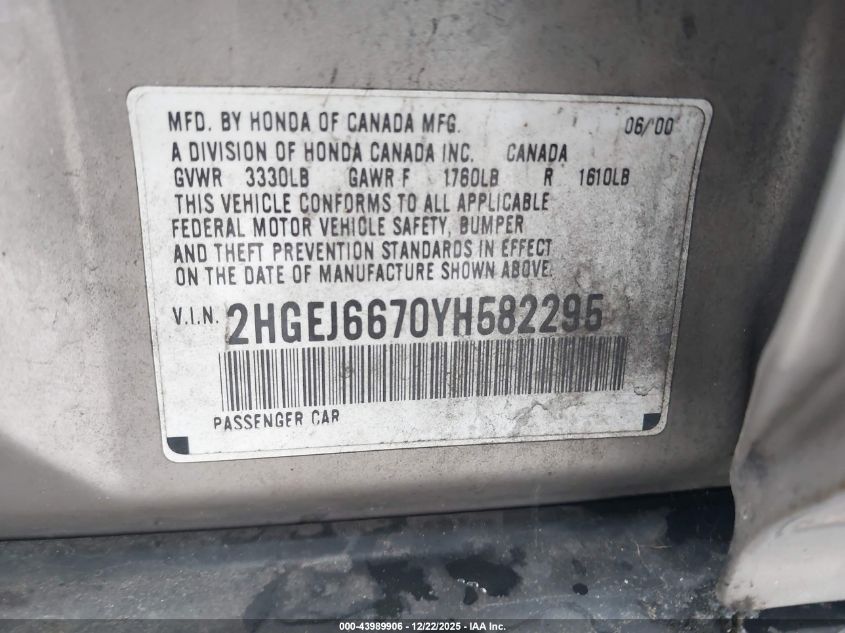 MFD. BY HONDA OF CANADA MFG. 06/00
A DIVISION OF HONDA CANADA INC. CANADA
GVWR 3330LB GAWR F 1760LB R 1610LB
THIS VEHICLE CONFORMS TO ALL APPLICABLE
FEDERAL MOTOR VEHICLE SAFETY, BUMPER
AND THEFT PREVENTION STANDARDS IN EFFECT
ON THE DATE OF MANUFACTURE SHOWN ABOVE.
V.I.N. 2HGEJ6670YH582295
PASSENGER CAR
000-43989906 - 12/22/2025 - IAA Inc.